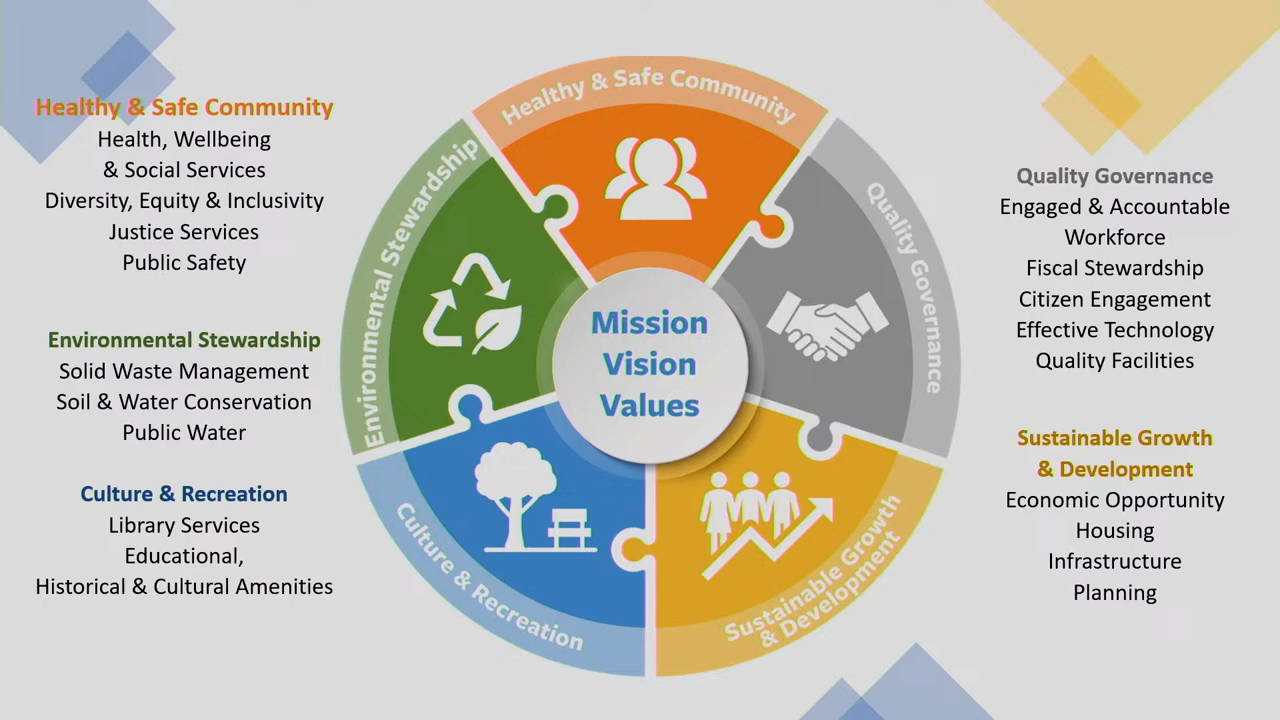 Healthy & Safe Community
Health, Wellbeing
& Social Services
Diversity, Equity & Inclusivity
Justice Services
Public Safety
Environmental Stewardship
Solid Waste Management
Soil & Water Conservation
Public Water
Culture & Recreation
Library Services
Educational,
Historical & Cultural Amenities
Healthy & Safe Community
Quality Governance
Sustainable Growth
& Development
Culture & Recreation
Environmental Stewardship
Mission
Vision
Values
Quality Governance
Engaged & Accountable
Workforce
Fiscal Stewardship
Citizen Engagement
Effective Technology
Quality Facilities
Sustainable Growth
& Development
Economic Opportunity
Housing
Infrastructure
Planning